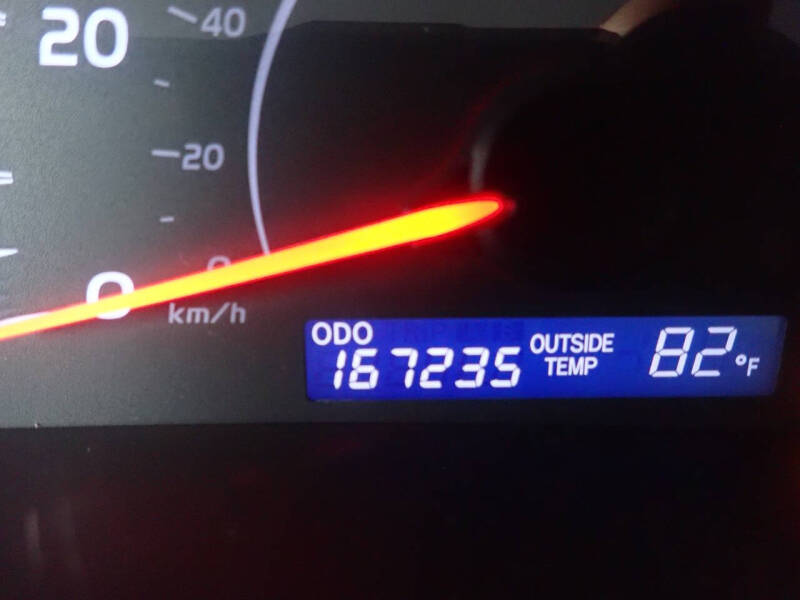 20
40
20
0
0
km/h
ODO
167235
OUTSIDE
TEMP
82°F